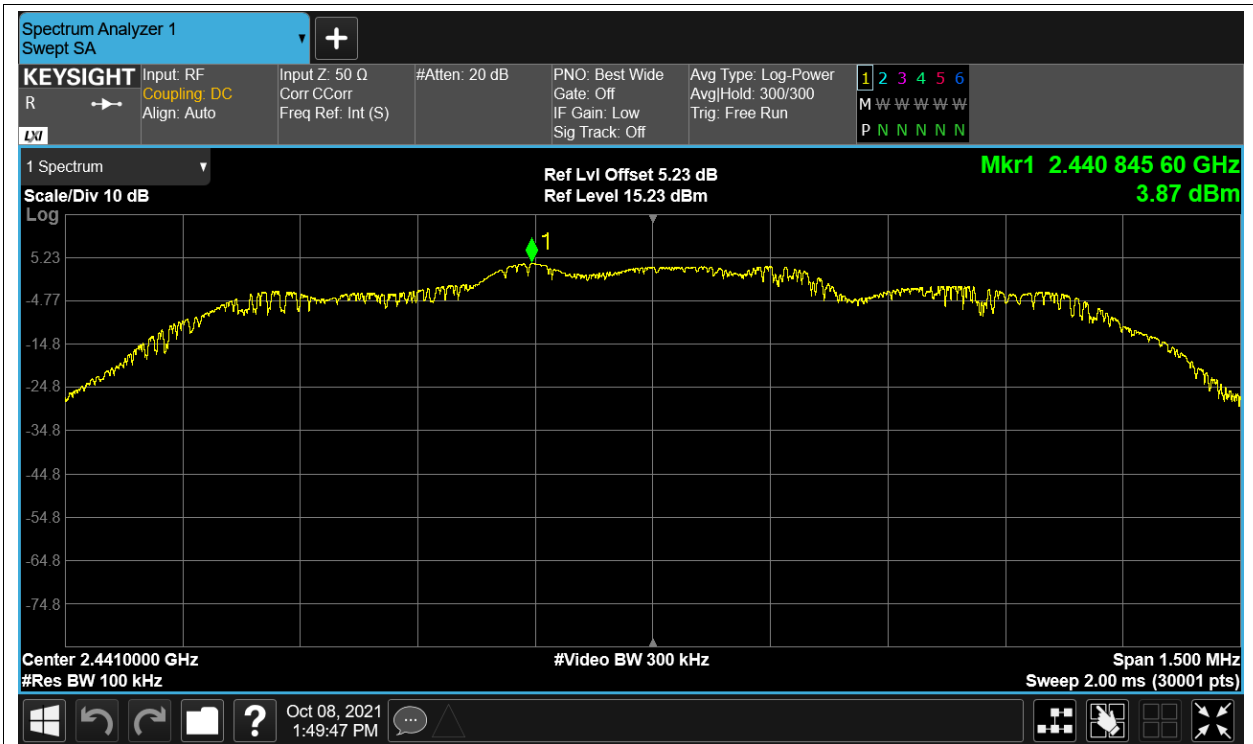 Spectrum Analyzer 1
Swept SA
KEYSIGHT Input: RF Input Z: 50 Ω #Atten: 20 dB PNO: Best Wide Avg Type: Log-Power 1 2 3 4 5 6
R Coupling: DC Corr CCorr Gate: Off Avg|Hold: 300/300 M W W W W W
Align: Auto Freq Ref: Int (S) IF Gain: Low Trig: Free Run
LXI Sig Track: Off P N N N N N
1 Spectrum Ref Lvl Offset 5.23 dB Mkr1 2.440 845 60 GHz
Scale/Div 10 dB Ref Level 15.23 dBm 3.87 dBm
Log
1
5.23
-4.77
-14.8
-24.8
-34.8
-44.8
-54.8
-64.8
-74.8
Center 2.4410000 GHz #Video BW 300 kHz Span 1.500 MHz
#Res BW 100 kHz Sweep 2.00 ms (30001 pts)
? Oct 08, 2021
1:49:47 PM